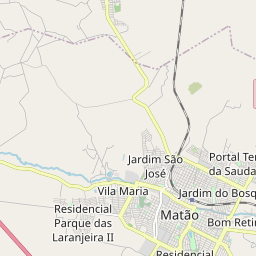 Jardim São
José
Portal Ter
da Sauda
Vila Maria
Jardim do Bosq
Residencial
Parque das
Laranjeira II
Matão
Bom Retir
Residencial